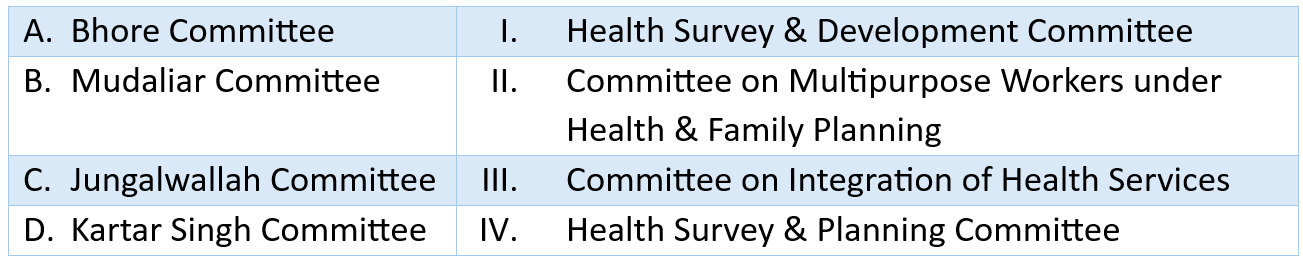 A. Bhore Committee I. Health Survey & Development Committee
B. Mudaliar Committee II. Committee on Multipurpose Workers under
Health & Family Planning
C. Jungalwallah Committee III. Committee on Integration of Health Services
D. Kartar Singh Committee IV. Health Survey & Planning Committee